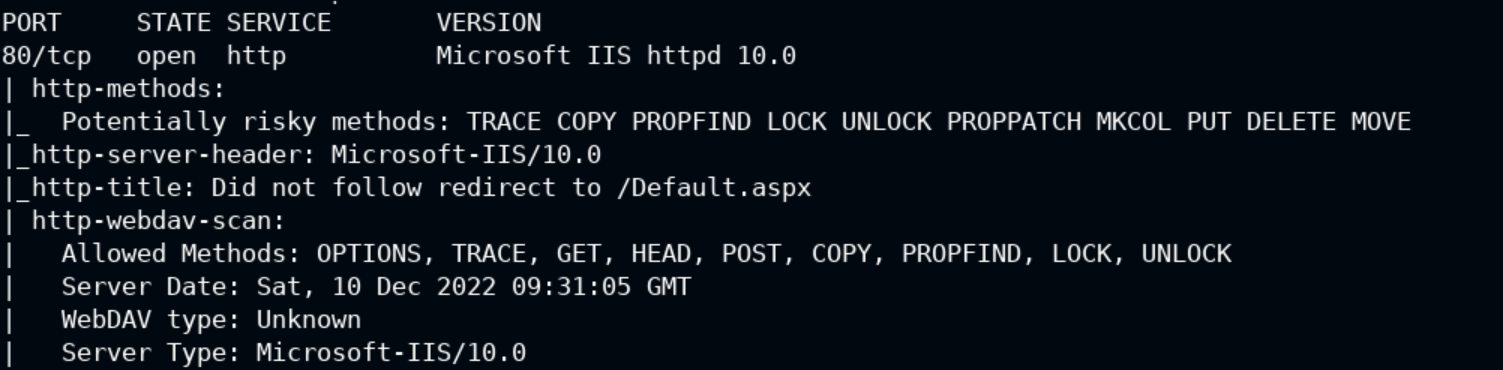 PORT     STATE SERVICE       VERSION
80/tcp   open  http          Microsoft IIS httpd 10.0
| http-methods:
|_  Potentially risky methods: TRACE COPY PROPFIND LOCK UNLOCK PROPPATCH MKCOL PUT DELETE MOVE
|_http-server-header: Microsoft-IIS/10.0
|_http-title: Did not follow redirect to /Default.aspx
| http-webdav-scan:
|   Allowed Methods: OPTIONS, TRACE, GET, HEAD, POST, COPY, PROPFIND, LOCK, UNLOCK
|   Server Date: Sat, 10 Dec 2022 09:31:05 GMT
|   WebDAV type: Unknown
|   Server Type: Microsoft-IIS/10.0